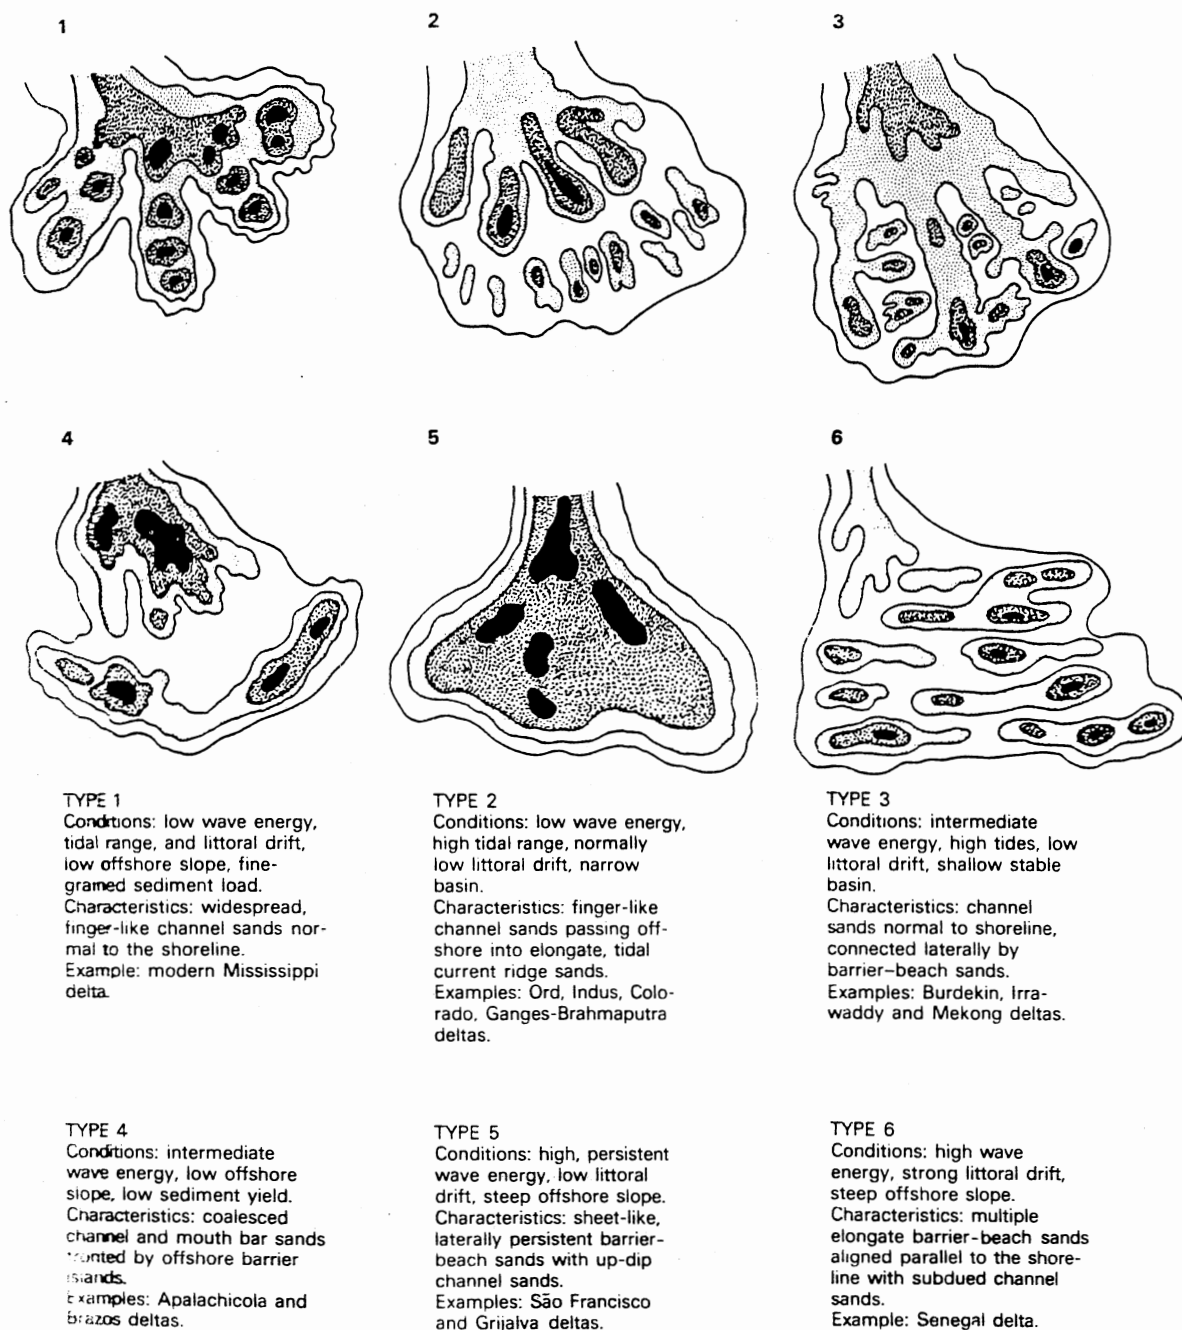 1
2
3
4
5
6
TYPE 1
Conditions: low wave energy,
tidal range, and littoral drift,
low offshore slope, fine-
grained sediment load.
Characteristics: widespread,
finger-like channel sands nor-
mal to the shoreline.
Example: modern Mississippi
delta.
TYPE 2
Conditions: low wave energy,
high tidal range, normally
low littoral drift, narrow
basin.
Characteristics: finger-like
channel sands passing off-
shore into elongate, tidal
current ridge sands.
Examples: Ord, Indus, Colo-
rado, Ganges-Brahmaputra
deltas.
TYPE 3
Conditions: intermediate
wave energy, high tides, low
littoral drift, shallow stable
basin.
Characteristics: channel
sands normal to shoreline,
connected laterally by
barrier-beach sands.
Examples: Burdekin, Irra-
waddy and Mekong deltas.
TYPE 4
Conditions: intermediate
wave energy, low offshore
slope, low sediment yield.
Characteristics: coalesced
channel and mouth bar sands
fronted by offshore barrier
islands.
Examples: Apalachicola and
Brazos deltas.
TYPE 5
Conditions: high, persistent
wave energy, low littoral
drift, steep offshore slope.
Characteristics: sheet-like,
laterally persistent barrier-
beach sands with up-dip
channel sands.
Examples: São Francisco
and Grijalva deltas.
TYPE 6
Conditions: high wave
energy, strong littoral drift,
steep offshore slope.
Characteristics: multiple
elongate barrier-beach sands
aligned parallel to the shore-
line with subdued channel
sands.
Example: Senegal delta.